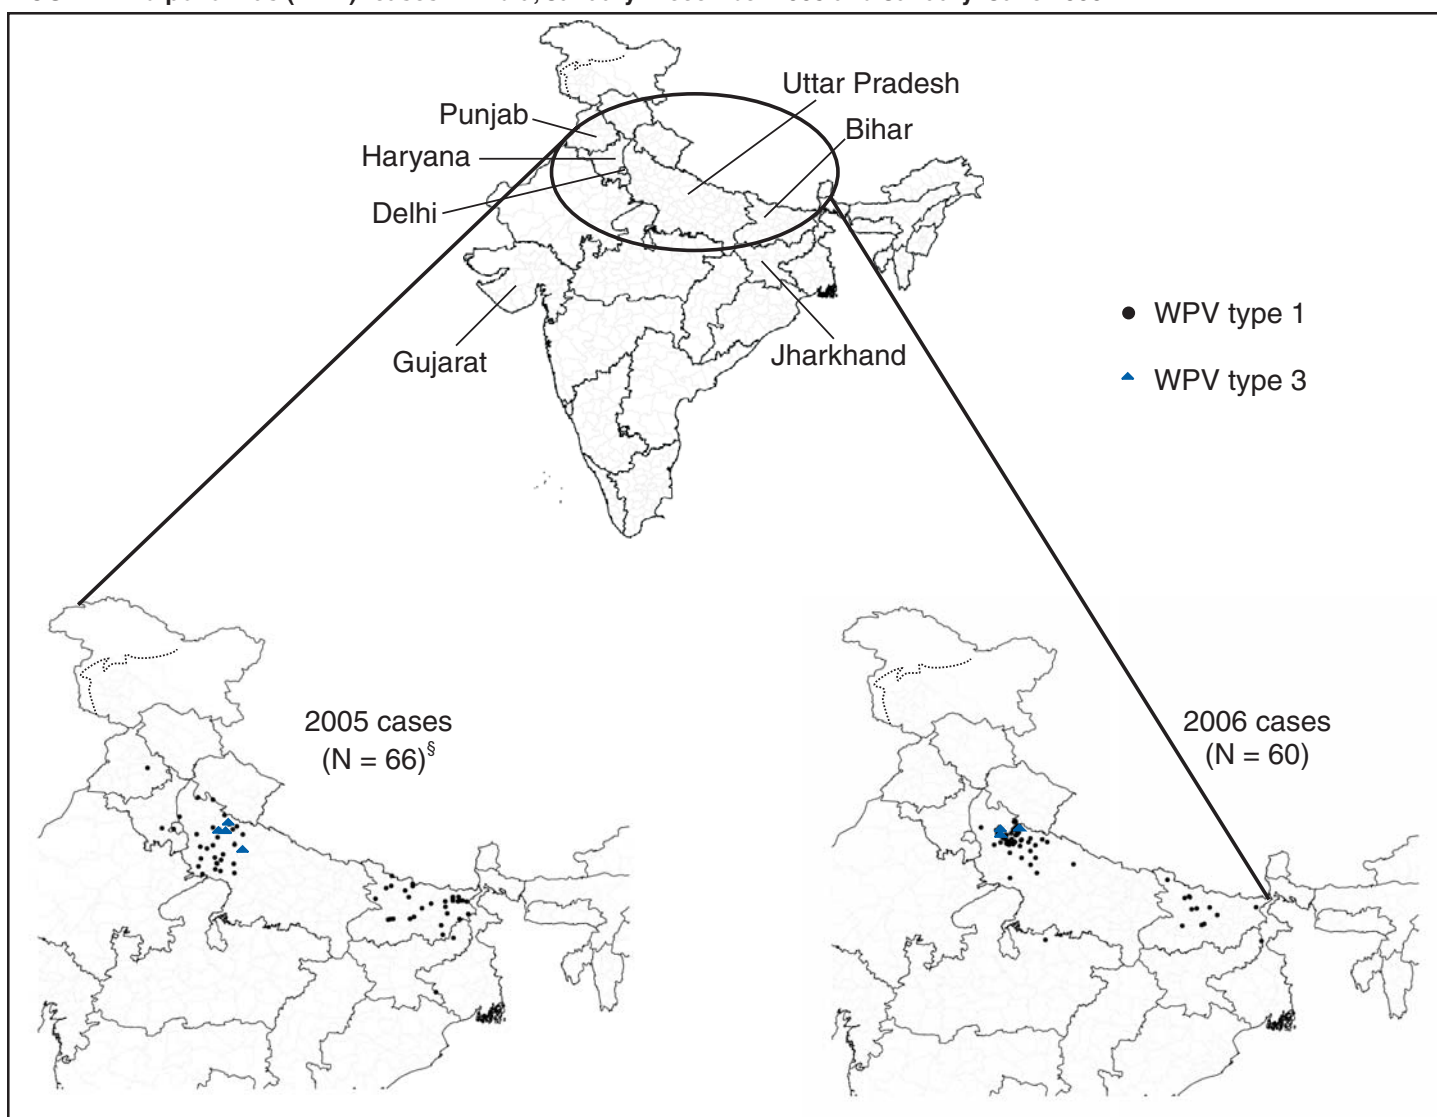 Uttar Pradesh
Punjab
Bihar
Haryana
Delhi
Gujarat
Jharkhand
WPV type 1
WPV type 3
2005 cases
(N = 66)§
2006 cases
(N = 60)